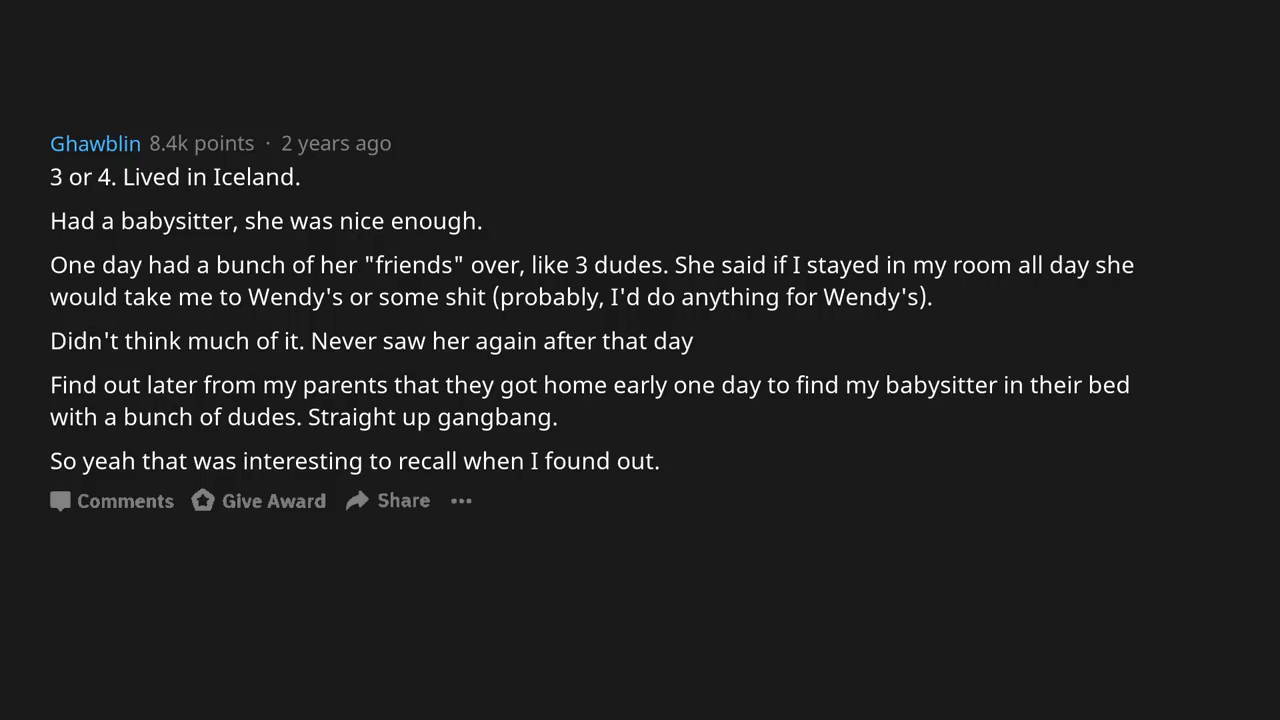 Ghawblin 8.4k points · 2 years ago
3 or 4. Lived in Iceland.
Had a babysitter, she was nice enough.
One day had a bunch of her "friends" over, like 3 dudes. She said if I stayed in my room all day she
would take me to Wendy's or some shit (probably, I'd do anything for Wendy's).
Didn't think much of it. Never saw her again after that day
Find out later from my parents that they got home early one day to find my babysitter in their bed
with a bunch of dudes. Straight up gangbang.
So yeah that was interesting to recall when I found out.
Comments Give Award Share ···